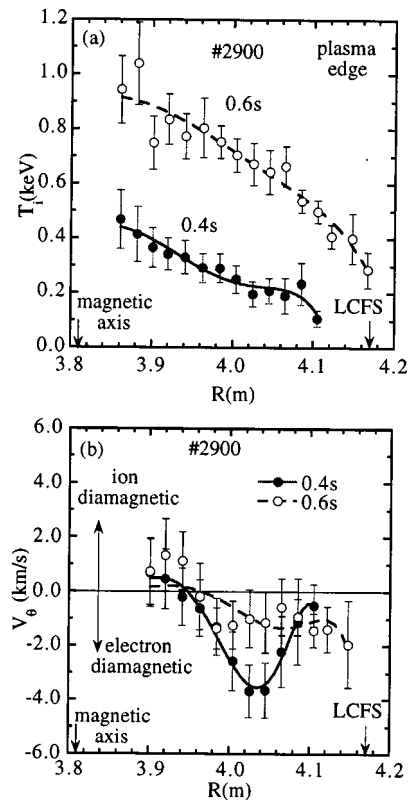 (a)
#2900
plasma
edge
0.6s
0.4s
magnetic
axis
LCFS
1.2
1.0
0.8
0.6
0.4
0.2
0.0
Ti(keV)
3.8
3.9
4.0
4.1
4.2
R(m)
(b)
#2900
ion
diamagnetic
0.4s
0.6s
electron
diamagnetic
magnetic
axis
LCFS
6.0
4.0
2.0
0.0
-2.0
-4.0
-6.0
Vθ (km/s)
3.8
3.9
4.0
4.1
4.2
R(m)